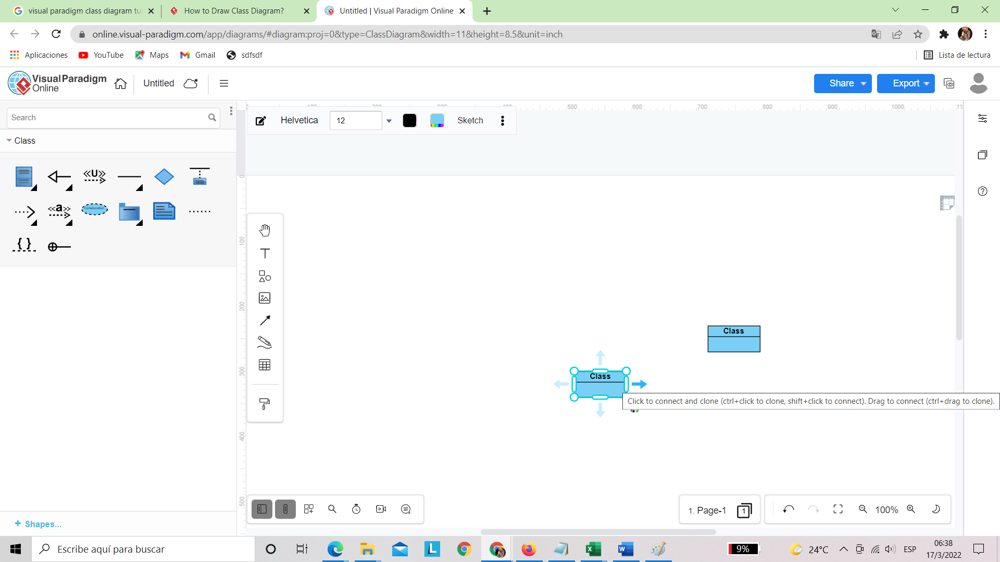 visual paradigm class diagram tu
How to Draw Class Diagram?
Untitled | Visual Paradigm Online
online.visual-paradigm.com/app/diagrams/#diagram:proj=0&type=ClassDiagram&width=11&height=8.5&unit=inch
Aplicaciones
YouTube
Maps
Gmail
sdfsdf
Lista de lectura
Visual Paradigm
Online
Untitled
Share
Export
Search
500
600
700
800
900
1000
Helvetica
12
Sketch
Class
<<U>>
<<a>>
Collaboration
{ }
0
100
200
300
400
500
Class
Class
Click to connect and clone (ctrl+click to clone, shift+click to connect). Drag to connect (ctrl+drag to clone).
1. Page-1
1
100%
+ Shapes...
Escribe aquí para buscar
9%
24°C
ESP
06:38
17/3/2022